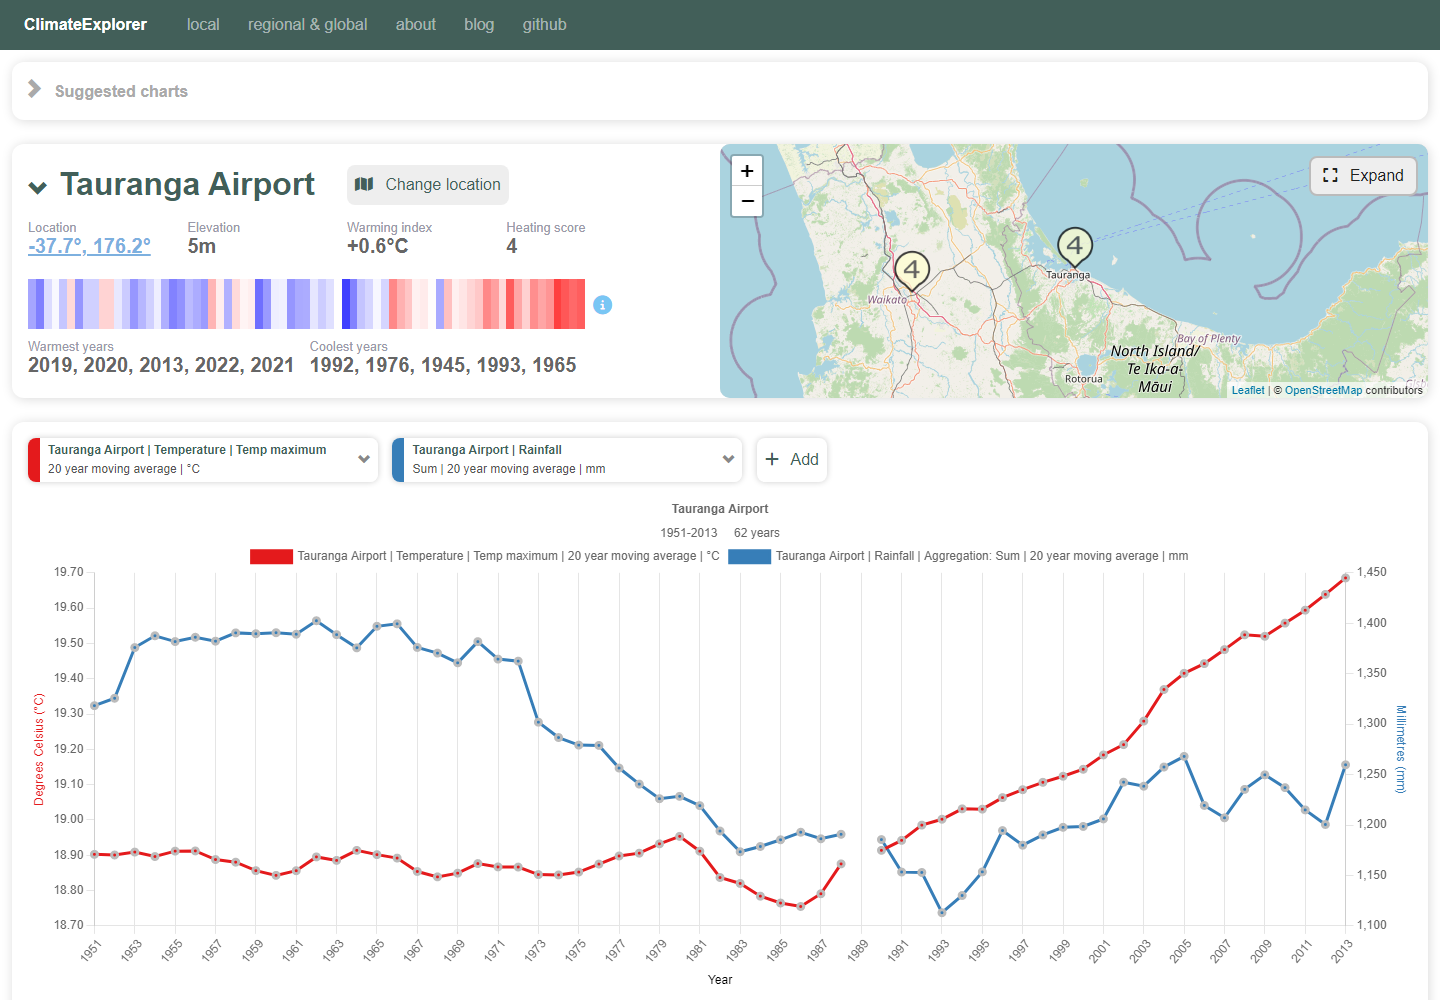 ClimateExplorer local regional & global about blog github
Suggested charts
Tauranga Airport Change location
Location Elevation Warming index Heating score
-37.7°, 176.2° 5m +0.6°C 4
Warmest years Coolest years
2019, 2020, 2013, 2022, 2021 1992, 1976, 1945, 1993, 1965
+
−
Expand
4
4
Tauranga
Waikato
Bay of Plenty
North Island/
Te Ika-a-
Māui
Rotorua
Leaflet | © OpenStreetMap contributors
Tauranga Airport | Temperature | Temp maximum
20 year moving average | °C
Tauranga Airport | Rainfall
Sum | 20 year moving average | mm
+ Add
Tauranga Airport
1951-2013 62 years
Tauranga Airport | Temperature | Temp maximum | 20 year moving average | °C Tauranga Airport | Rainfall | Aggregation: Sum | 20 year moving average | mm
19.70
19.60
19.50
19.40
19.30
19.20
19.10
19.00
18.90
18.80
18.70
Degrees Celsius (°C)
1,450
1,400
1,350
1,300
1,250
1,200
1,150
1,100
Millimetres (mm)
1951 1953 1955 1957 1959 1961 1963 1965 1967 1969 1971 1973 1975 1977 1979 1981 1983 1985 1987 1989 1991 1993 1995 1997 1999 2001 2003 2005 2007 2009 2011 2013
Year